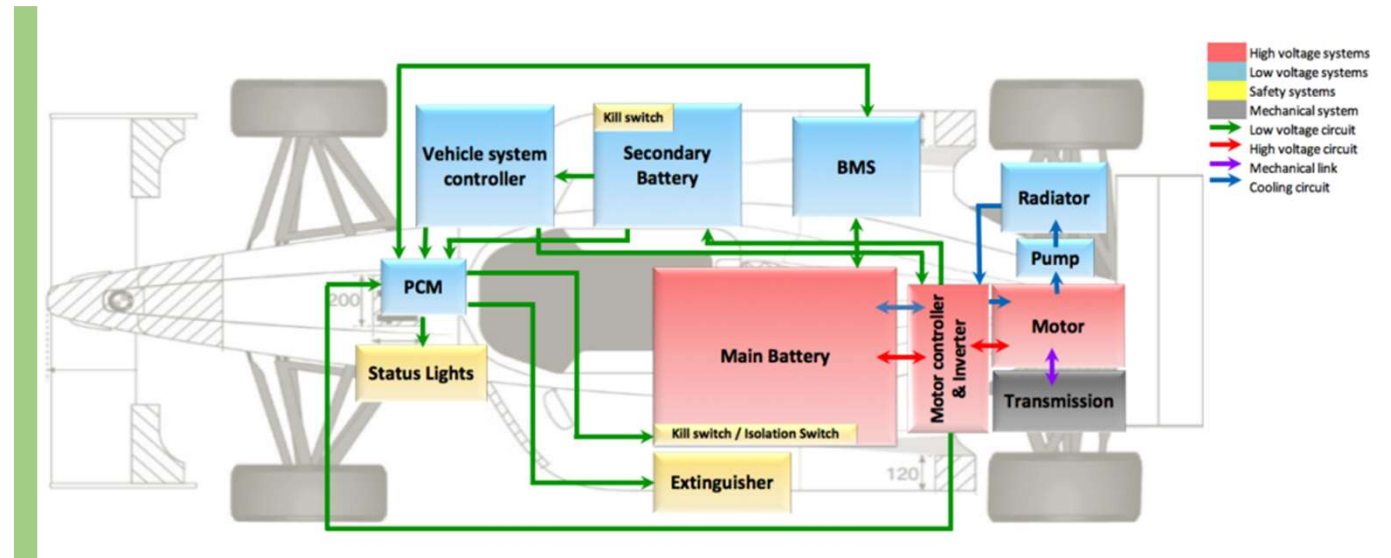 High voltage systems
Low voltage systems
Safety systems
Mechanical system
Low voltage circuit
High voltage circuit
Mechanical link
Cooling circuit
Kill switch
Vehicle system
controller
Secondary
Battery
BMS
Radiator
Pump
PCM
200
Status Lights
Main Battery
Motor controller
& Inverter
Motor
Transmission
Kill switch / Isolation Switch
Extinguisher
120